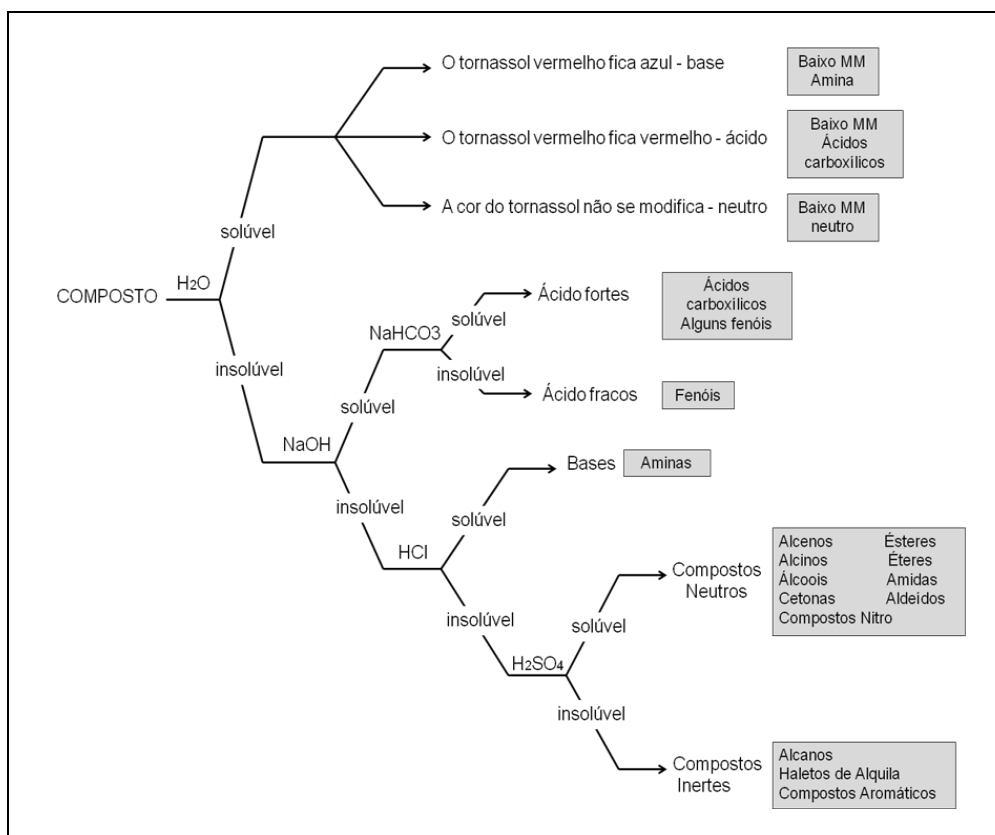 O tornassol vermelho fica azul - base
Baixo MM
Amina
O tornassol vermelho fica vermelho - ácido
Baixo MM
Ácidos
carboxílicos
A cor do tornassol não se modifica - neutro
Baixo MM
neutro
solúvel
COMPOSTO
H2O
insolúvel
Ácido fortes
Ácidos
carboxilicos
Alguns fenóis
solúvel
NaHCO3
insolúvel
Ácido fracos
Fenóis
solúvel
NaOH
insolúvel
Bases
Aminas
solúvel
HCl
insolúvel
Compostos
Neutros
Alcenos Ésteres
Alcinos Éteres
Álcoois Amidas
Cetonas Aldeídos
Compostos Nitro
solúvel
H2SO4
insolúvel
Compostos
Inertes
Alcanos
Haletos de Alquila
Compostos Aromáticos